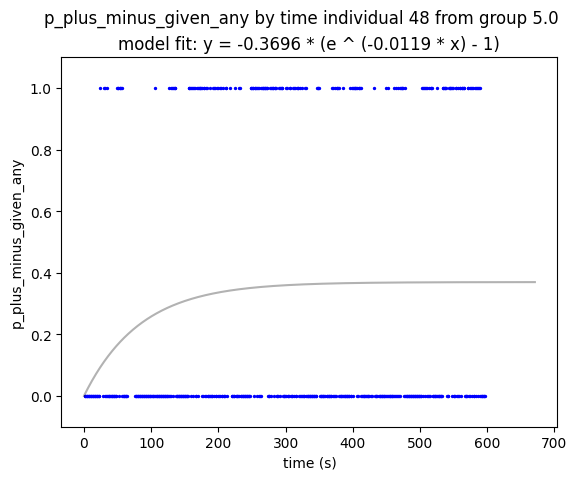 p_plus_minus_given_any by time individual 48 from group 5.0
model fit: y = -0.3696 * (e ^ (-0.0119 * x) - 1)
p_plus_minus_given_any
1.0
0.8
0.6
0.4
0.2
0.0
0 100 200 300 400 500 600 700
time (s)